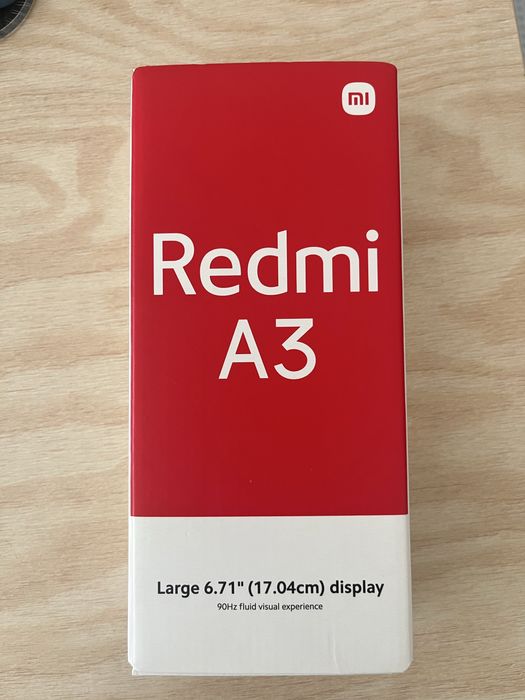 mi
Redmi
A3
Large 6.71" (17.04cm) display
90Hz fluid visual experience